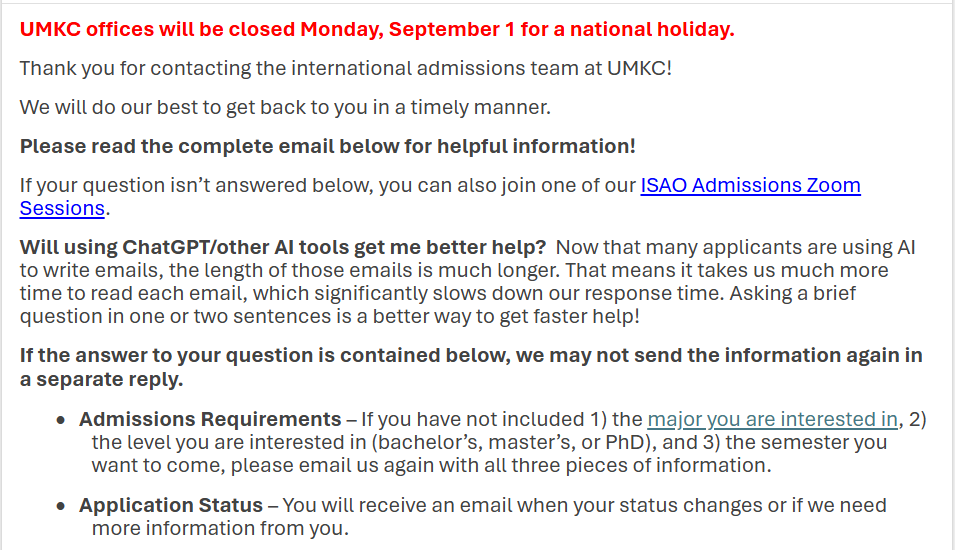 UMKC offices will be closed Monday, September 1 for a national holiday.
Thank you for contacting the international admissions team at UMKC!
We will do our best to get back to you in a timely manner.
Please read the complete email below for helpful information!
If your question isn’t answered below, you can also join one of our ISAO Admissions Zoom
Sessions.
Will using ChatGPT/other AI tools get me better help?  Now that many applicants are using AI
to write emails, the length of those emails is much longer. That means it takes us much more
time to read each email, which significantly slows down our response time. Asking a brief
question in one or two sentences is a better way to get faster help!
If the answer to your question is contained below, we may not send the information again in
a separate reply.
• Admissions Requirements – If you have not included 1) the major you are interested in, 2)
the level you are interested in (bachelor’s, master’s, or PhD), and 3) the semester you
want to come, please email us again with all three pieces of information.
• Application Status – You will receive an email when your status changes or if we need
more information from you.